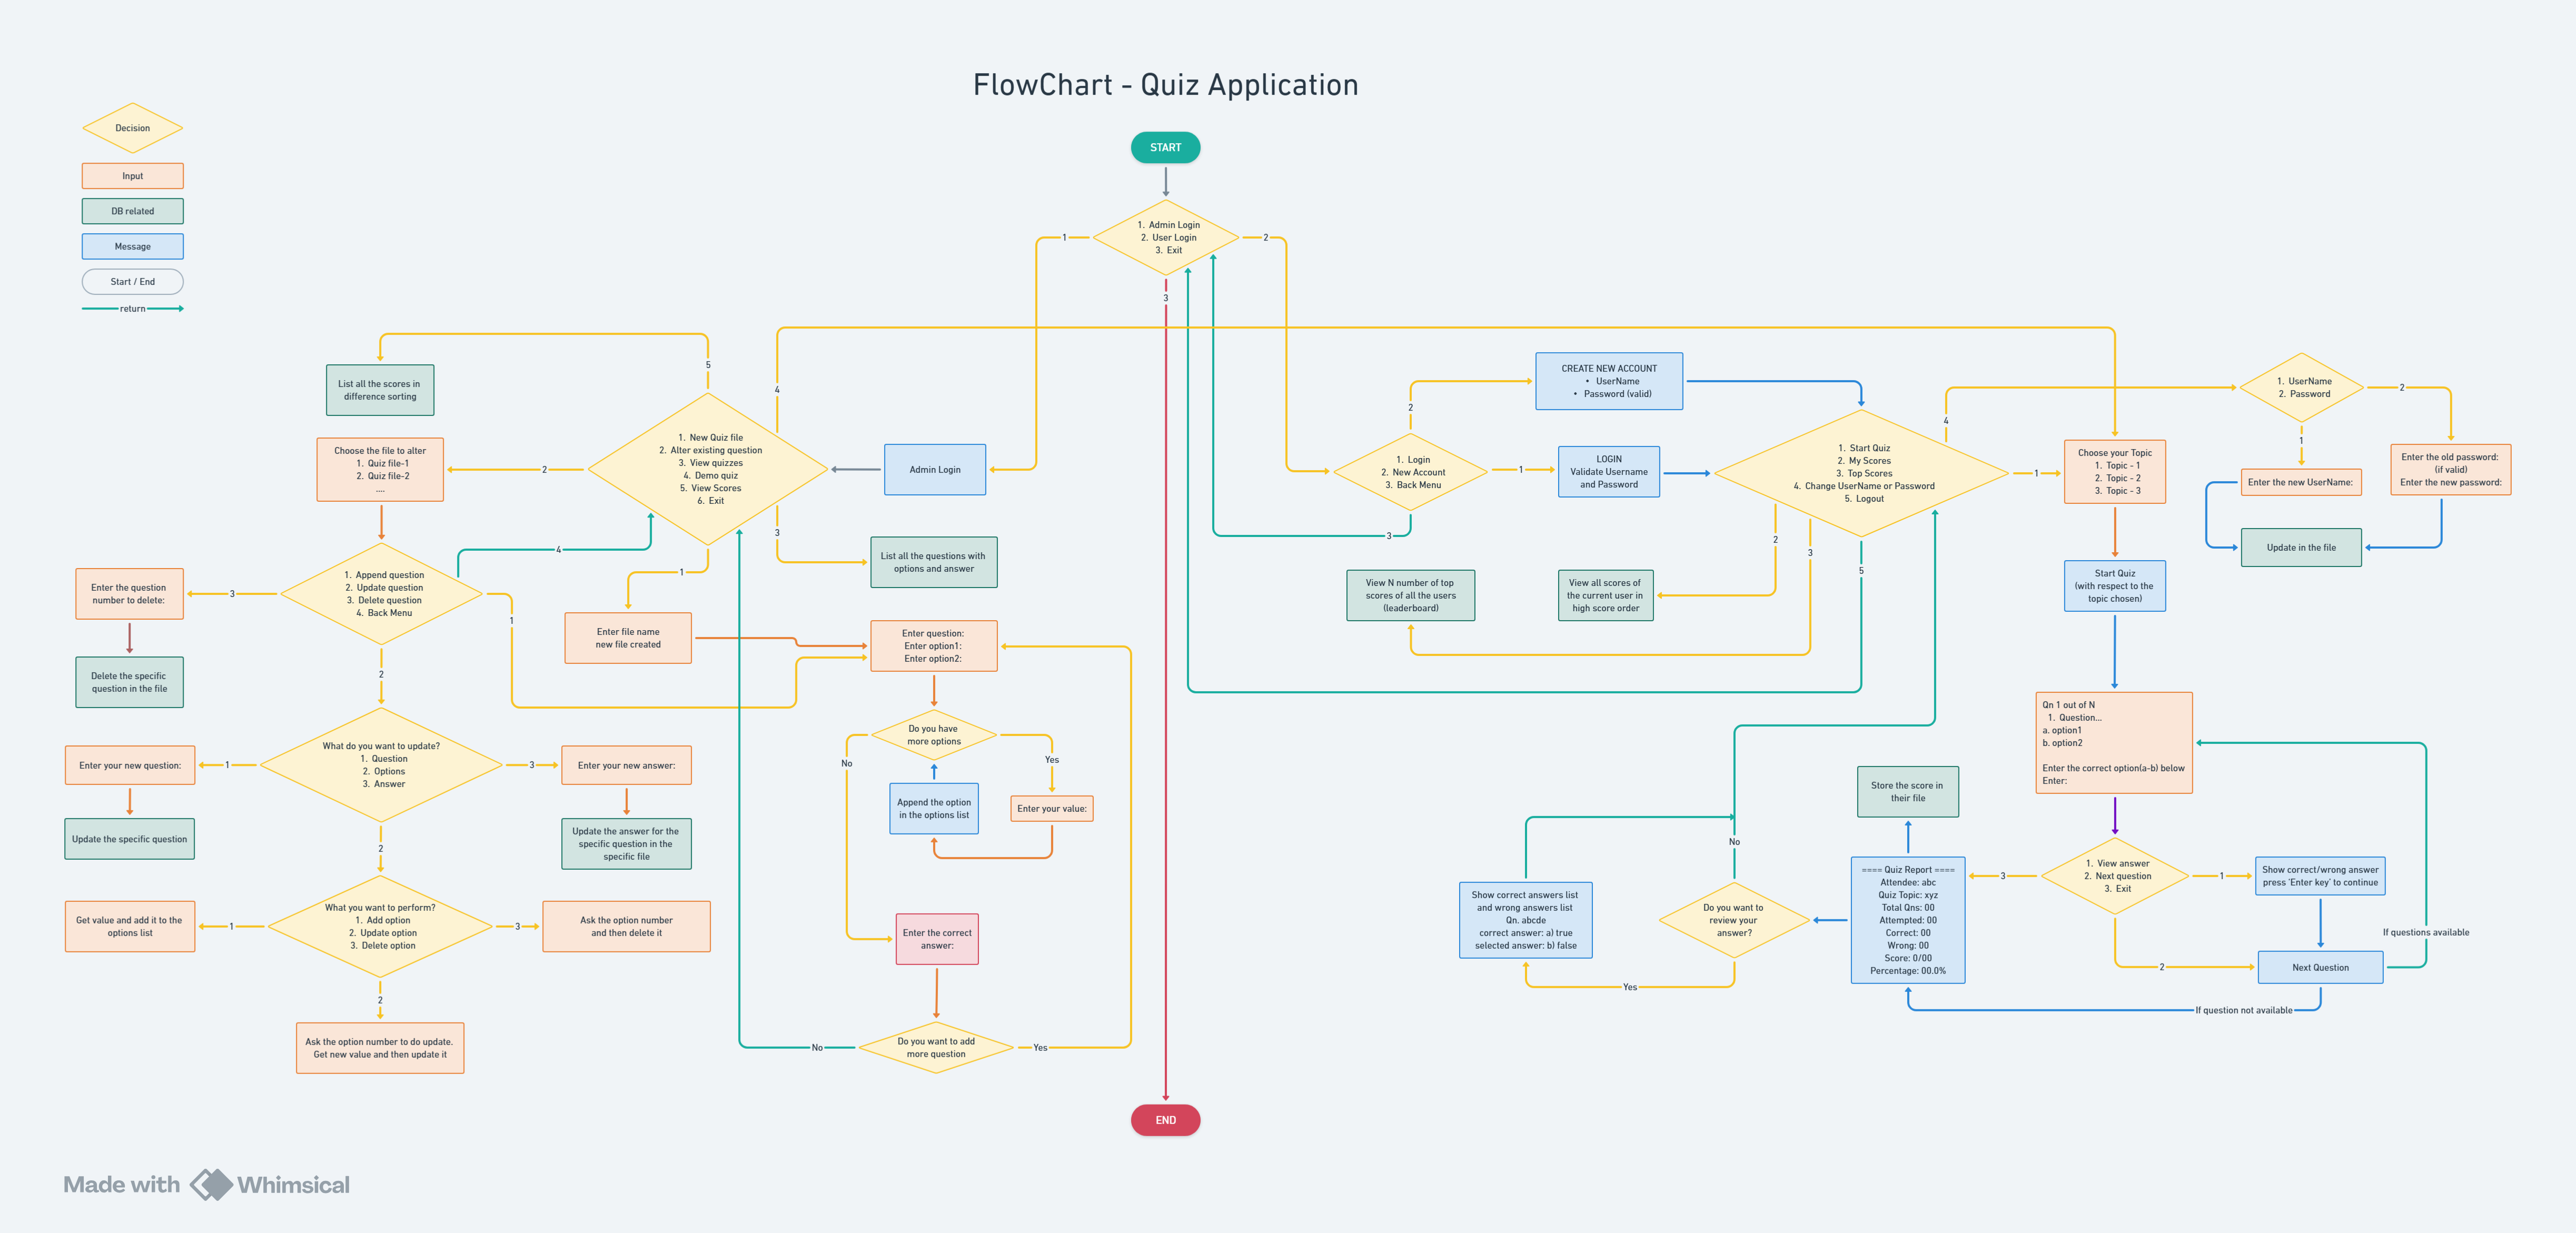 FlowChart - Quiz Application
Decision
Input
DB related
Message
Start / End
return
START
1. Admin Login
2. User Login
3. Exit
1
2
3
5
List all the scores in
difference sorting
4
1. New Quiz file
2. Alter existing question
3. View quizzes
4. Demo quiz
5. View Scores
6. Exit
Admin Login
2
Choose the file to alter
1. Quiz file-1
2. Quiz file-2
....
3
List all the questions with
options and answer
4
1
1. Append question
2. Update question
3. Delete question
4. Back Menu
3
Enter the question
number to delete:
Delete the specific
question in the file
1
2
Enter file name
new file created
Enter question:
Enter option1:
Enter option2:
What do you want to update?
1. Question
2. Options
3. Answer
1
Enter your new question:
Update the specific question
3
Enter your new answer:
Update the answer for the
specific question in the
specific file
2
What you want to perform?
1. Add option
2. Update option
3. Delete option
1
Get value and add it to the
options list
3
Ask the option number
and then delete it
2
Ask the option number to do update.
Get new value and then update it
Do you have
more options
No
Yes
Append the option
in the options list
Enter your value:
Enter the correct
answer:
Do you want to add
more question
No
Yes
END
CREATE NEW ACCOUNT
• UserName
• Password (valid)
2
1. Login
2. New Account
3. Back Menu
1
LOGIN
Validate Username
and Password
3
1. Start Quiz
2. My Scores
3. Top Scores
4. Change UserName or Password
5. Logout
4
1
2
3
5
View N number of top
scores of all the users
(leaderboard)
View all scores of
the current user in
high score order
Choose your Topic
1. Topic - 1
2. Topic - 2
3. Topic - 3
1. UserName
2. Password
2
1
Enter the new UserName:
Enter the old password:
(if valid)
Enter the new password:
Update in the file
Start Quiz
(with respect to the
topic chosen)
Qn 1 out of N
1. Question...
a. option1
b. option2
Enter the correct option(a-b) below
Enter:
1. View answer
2. Next question
3. Exit
3
1
2
Show correct/wrong answer
press 'Enter key' to continue
Next Question
If questions available
If question not available
Store the score in
their file
==== Quiz Report ====
Attendee: abc
Quiz Topic: xyz
Total Qns: 00
Attempted: 00
Correct: 00
Wrong: 00
Score: 0/00
Percentage: 00.0%
Do you want to
review your
answer?
No
Yes
Show correct answers list
and wrong answers list
Qn. abcde
correct answer: a) true
selected answer: b) false
Made with Whimsical